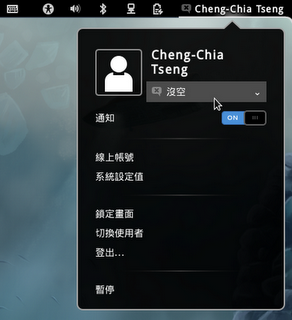 Cheng-Chia Tseng
Cheng-Chia
Tseng
沒空
通知
ON
線上帳號
系統設定值
鎖定畫面
切換使用者
登出...
暫停